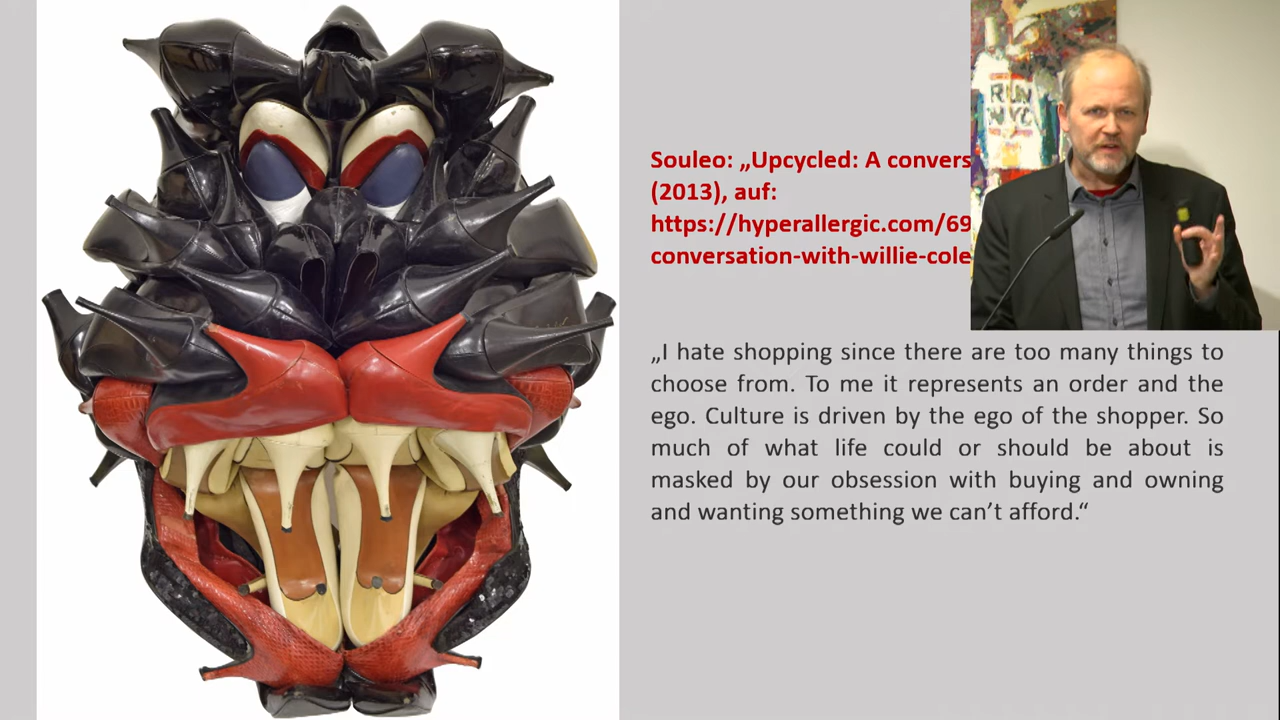 Souleo: „Upcycled: A convers
(2013), auf:
https://hyperallergic.com/69
conversation-with-willie-cole
RUN
NYC
„I hate shopping since there are too many things to
choose from. To me it represents an order and the
ego. Culture is driven by the ego of the shopper. So
much of what life could or should be about is
masked by our obsession with buying and owning
and wanting something we can’t afford.“